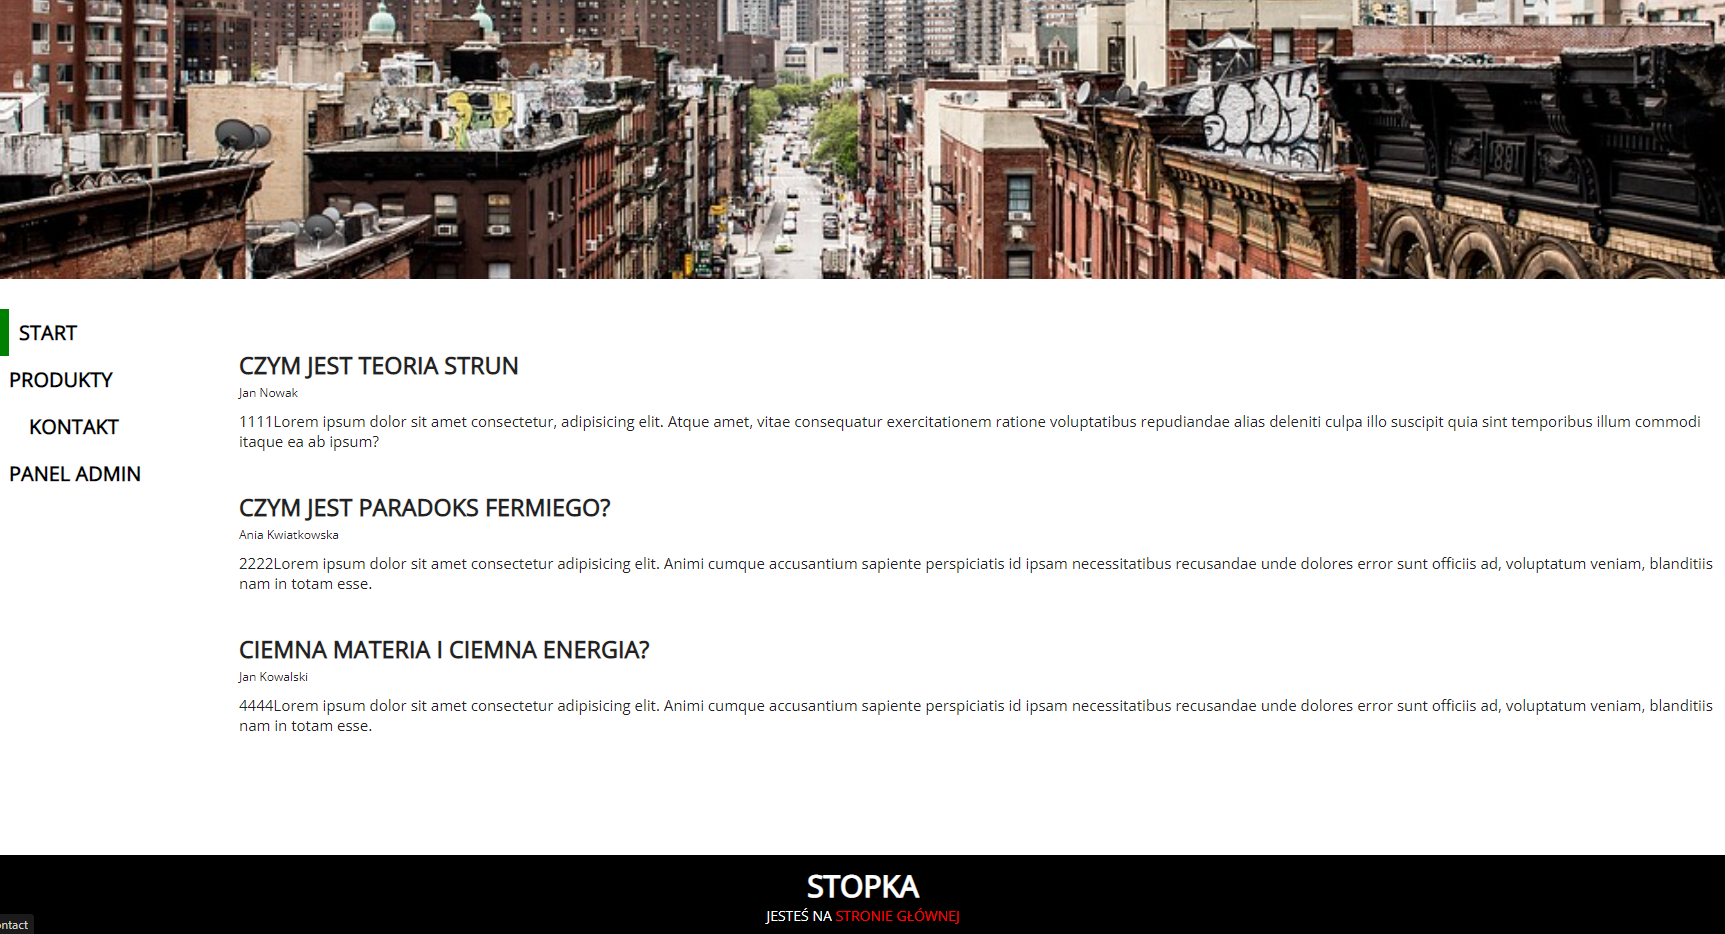 1881
START
PRODUKTY
KONTAKT
PANEL ADMIN
CZYM JEST TEORIA STRUN
Jan Nowak
1111Lorem ipsum dolor sit amet consectetur, adipisicing elit. Atque amet, vitae consequatur exercitationem ratione voluptatibus repudiandae alias deleniti culpa illo suscipit quia sint temporibus illum commodi
itaque ea ab ipsum?
CZYM JEST PARADOKS FERMIEGO?
Ania Kwiatkowska
2222Lorem ipsum dolor sit amet consectetur adipisicing elit. Animi cumque accusantium sapiente perspiciatis id ipsam necessitatibus recusandae unde dolores error sunt officiis ad, voluptatum veniam, blanditiis
nam in totam esse.
CIEMNA MATERIA I CIEMNA ENERGIA?
Jan Kowalski
4444Lorem ipsum dolor sit amet consectetur adipisicing elit. Animi cumque accusantium sapiente perspiciatis id ipsam necessitatibus recusandae unde dolores error sunt officiis ad, voluptatum veniam, blanditiis
nam in totam esse.
STOPKA
JESTEŚ NA STRONIE GŁÓWNEJ
ontact